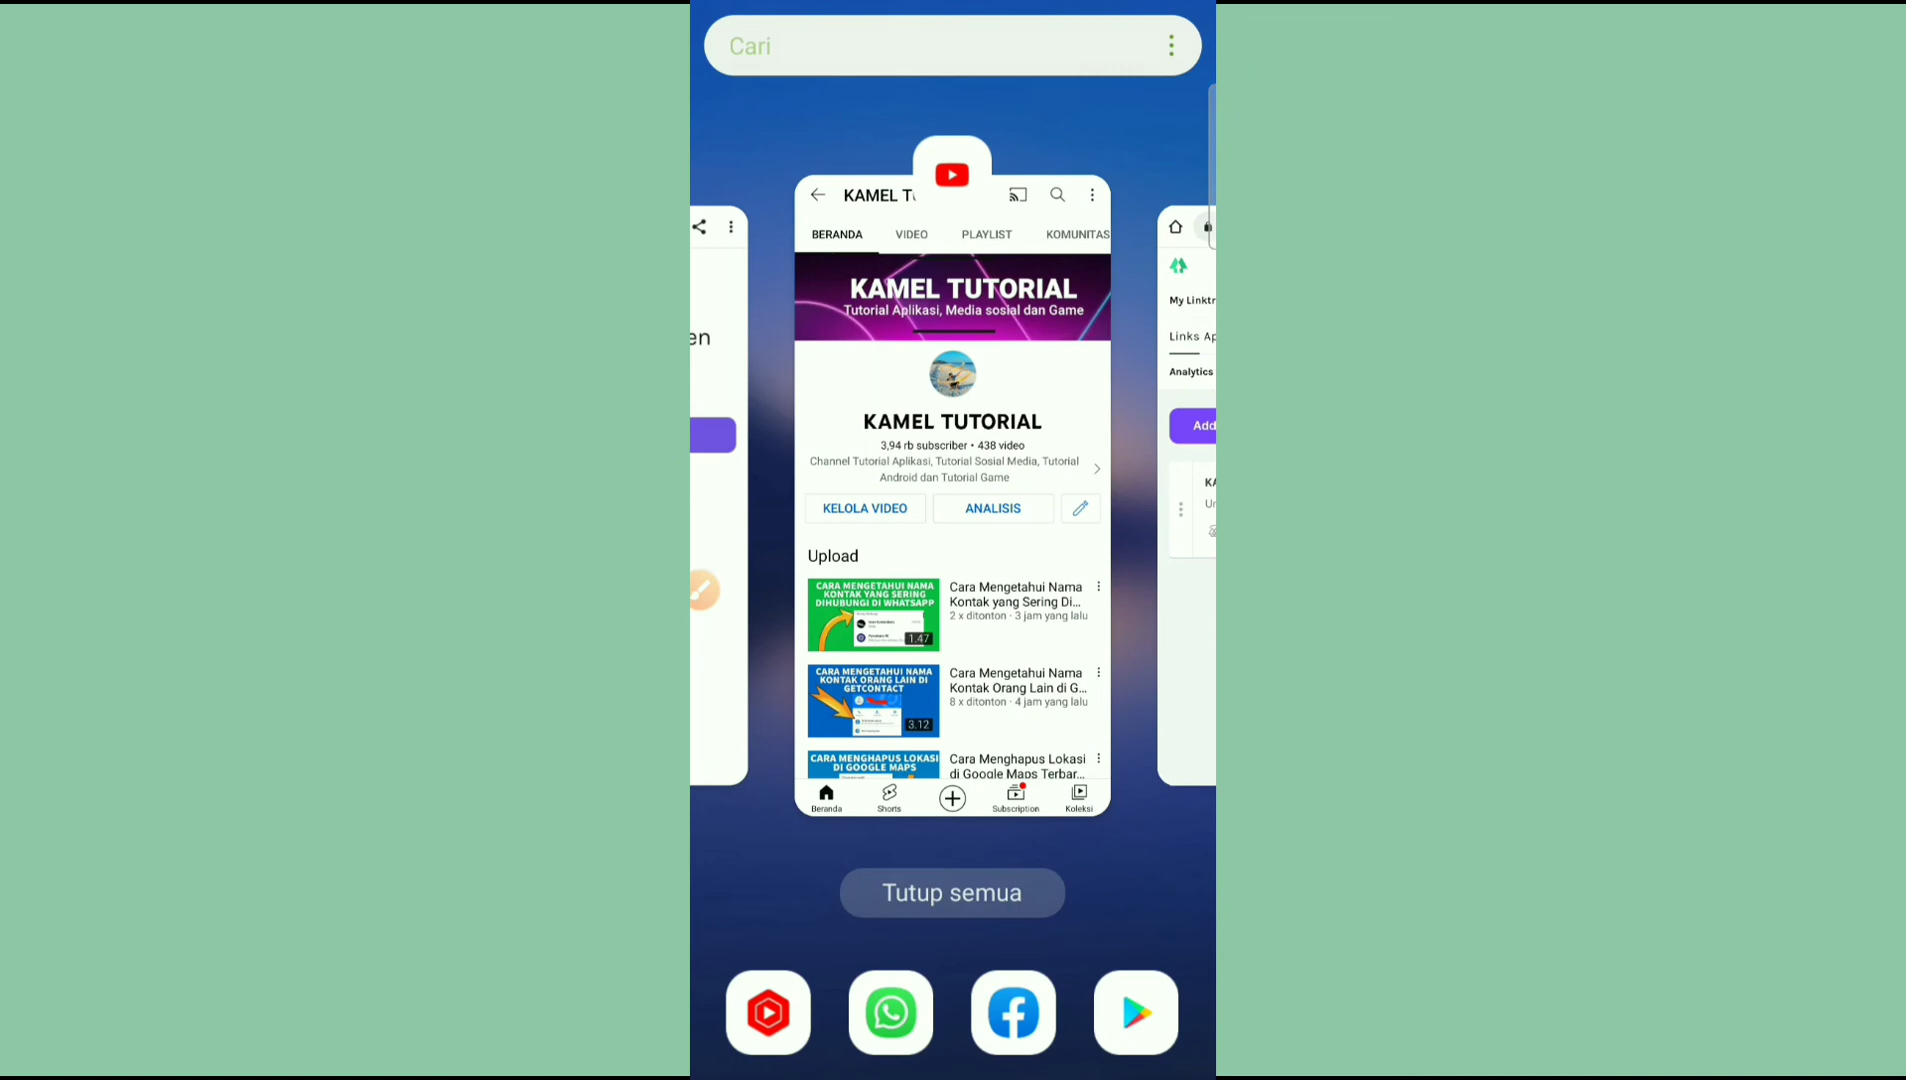 Cari
KAMEL T
BERANDA VIDEO PLAYLIST KOMUNITAS
KAMEL TUTORIAL
Tutorial Aplikasi, Media sosial dan Game
KAMEL TUTORIAL
3,94 rb subscriber • 438 video
Channel Tutorial Aplikasi, Tutorial Sosial Media, Tutorial
Android dan Tutorial Game
KELOLA VIDEO ANALISIS
Upload
CARA MENGETAHUI NAMA
KONTAK YANG SERING
DIHUBUNGI DI WHATSAPP
1.47
Cara Mengetahui Nama
Kontak yang Sering Di...
2 x ditonton · 3 jam yang lalu
CARA MENGETAHUI NAMA
KONTAK ORANG LAIN DI
GETCONTACT
3.12
Cara Mengetahui Nama
Kontak Orang Lain di G...
8 x ditonton · 4 jam yang lalu
CARA MENGHAPUS LOKASI
DI GOOGLE MAPS
Cara Menghapus Lokasi
di Google Maps Terbar...
Beranda Shorts Subscription Koleksi
en
My Linktr
Links Ap
Analytics
Add
KA
Un
Tutup semua